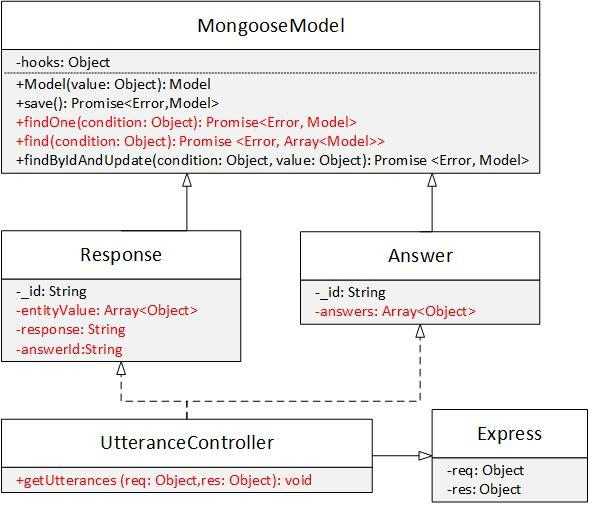 MongooseModel
-hooks: Object
+Model(value: Object): Model
+save(): Promise<Error,Model>
+findOne(condition: Object): Promise<Error, Model>
+find(condition: Object): Promise <Error, Array<Model>>
+findByIdAndUpdate(condition: Object, value: Object): Promise <Error, Model>
Response
-_id: String
-entityValue: Array<Object>
-response: String
-answerId:String
Answer
-_id: String
-answers: Array<Object>
UtteranceController
+getUtterances (req: Object,res: Object): void
Express
-req: Object
-res: Object